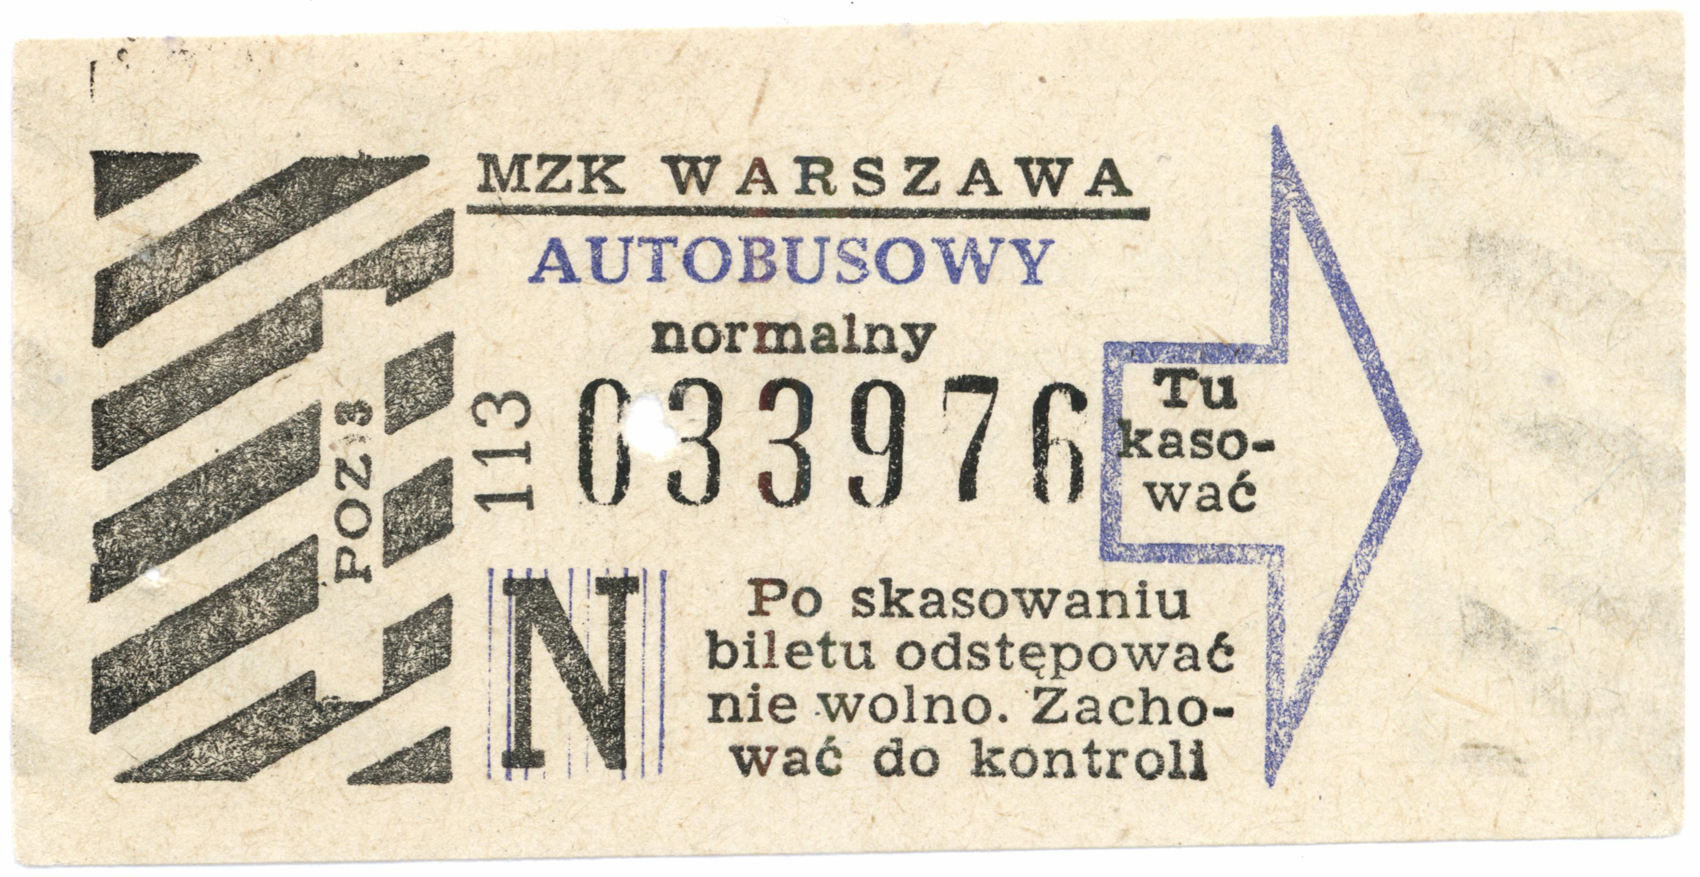 MZK WARSZAWA
AUTOBUSOWY
normalny
POZ 3
113
033976
Tu
kaso-
wać
N
Po skasowaniu
biletu odstępować
nie wolno. Zacho-
wać do kontroli